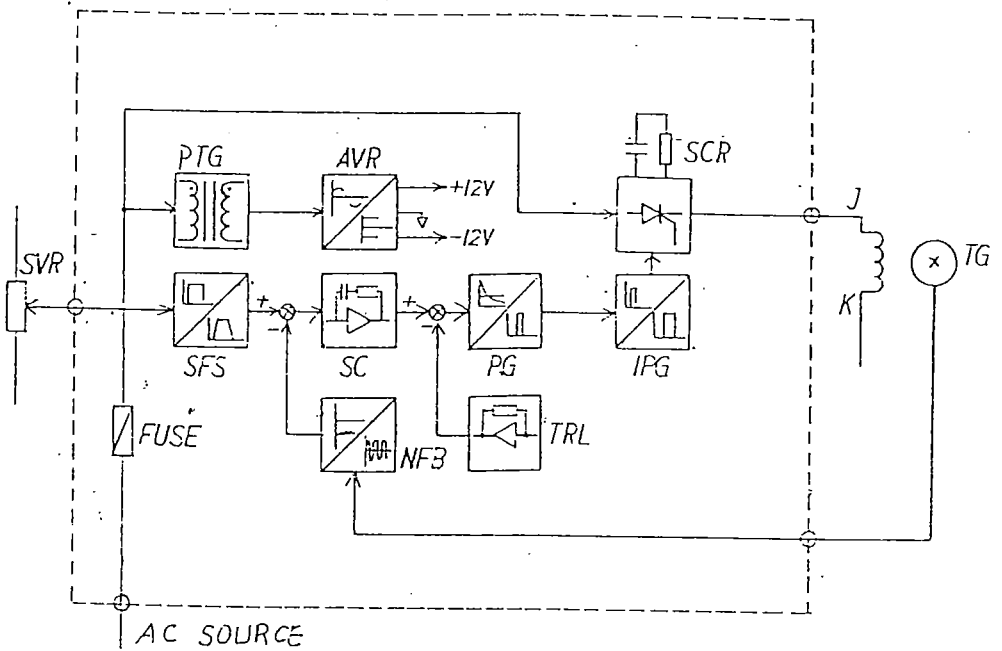 PTG
AVR
+12V
-12V
SCR
J
TG
SVR
K
SFS
SC
PG
IPG
FUSE
NFB
TRL
AC SOURCE